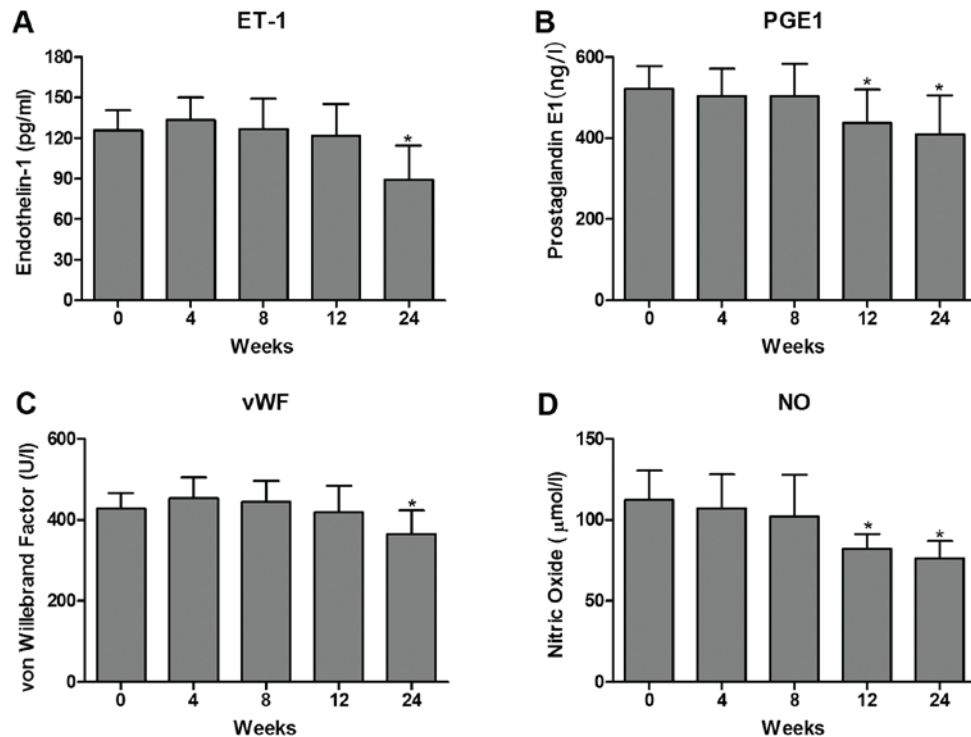 A
ET-1
Endothelin-1 (pg/ml)
180
150
120
90
60
30
0
*
0 4 8 12 24
Weeks
B
PGE1
Prostaglandin E1(ng/l)
600
400
200
0
* *
0 4 8 12 24
Weeks
C
vWF
von Willebrand Factor (U/l)
600
400
200
0
*
0 4 8 12 24
Weeks
D
NO
Nitric Oxide ( μmol/l)
150
100
50
0
* *
0 4 8 12 24
Weeks